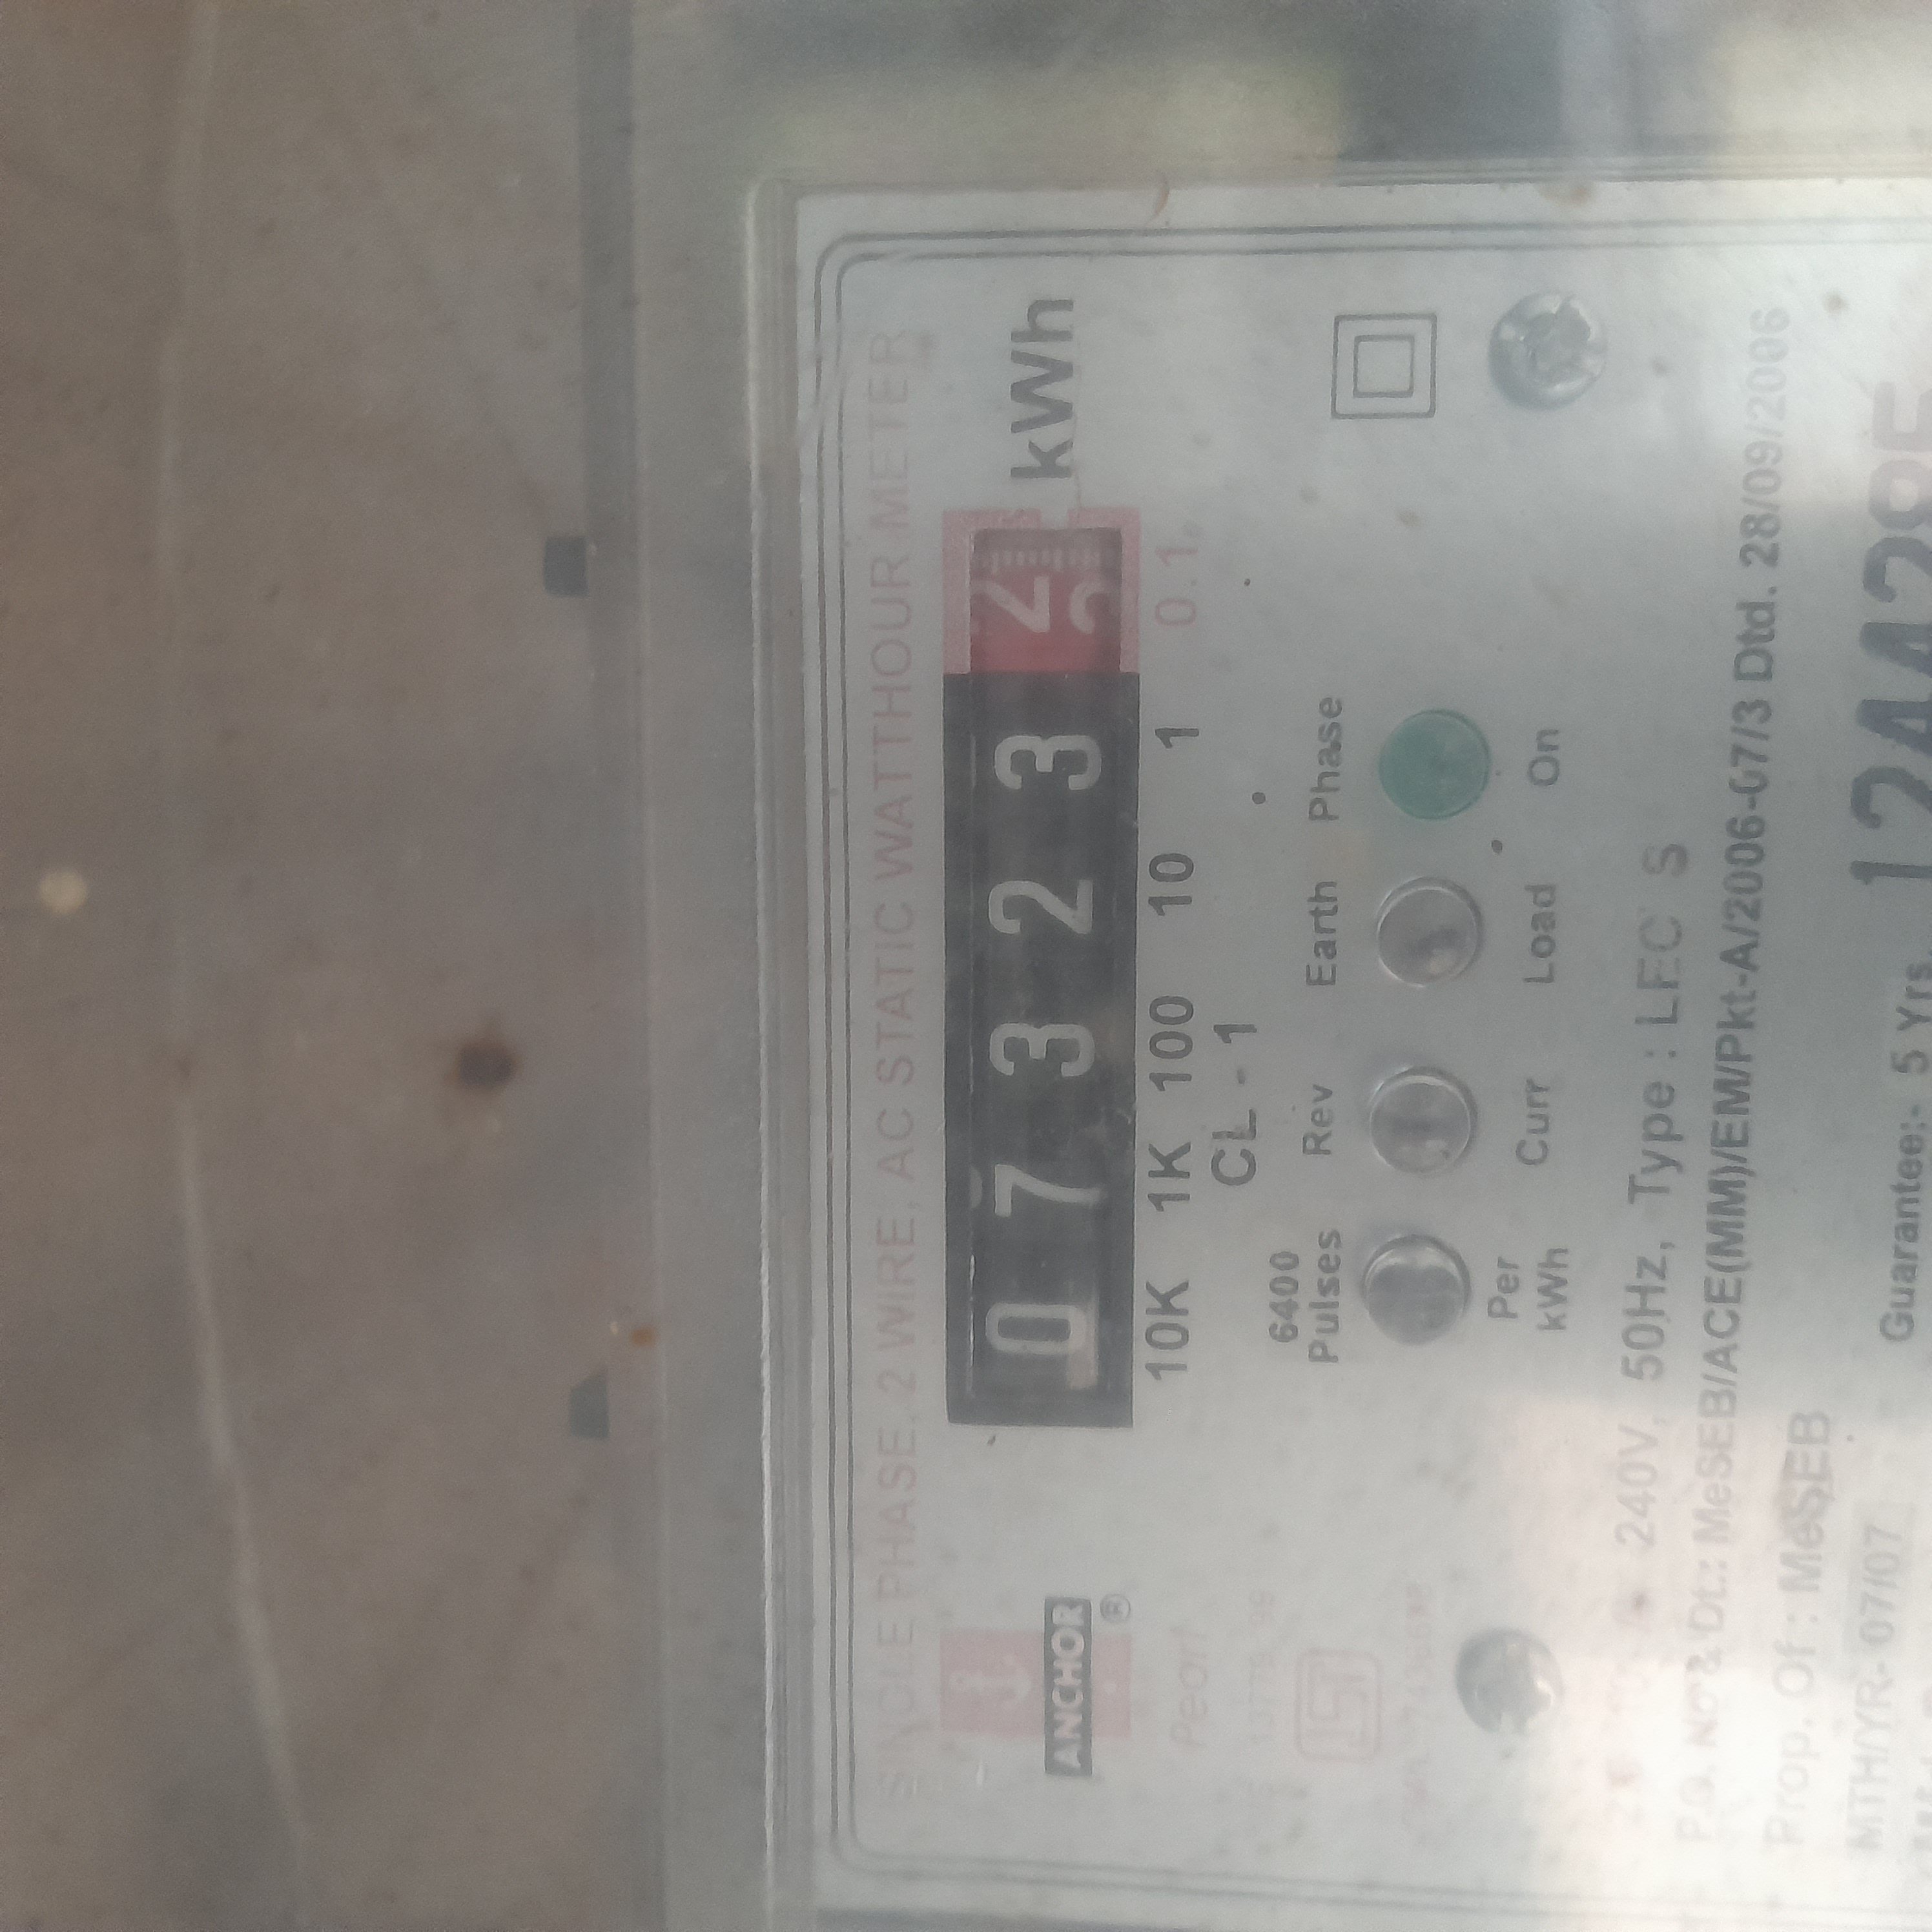 SINGLE PHASE, 2 WIRE, AC STATIC WATTHOUR METER
ANCHOR ®
Pearl
0 7 3 2 3 2 kWh
10K 1K 100 10 1 0.1
CL - 1
6400 Pulses Rev Earth Phase
Per kWh Curr Load On
240V, 50Hz, Type : LEC S
P.O. No & Dt.: MeSEB/ACE(MM)/EM/Pkt-A/2006-07/3 Dtd. 28/09/2006
Prop. Of : MeSEB
MTH/YR- 07/07 Guarantee:- 5 Yrs.